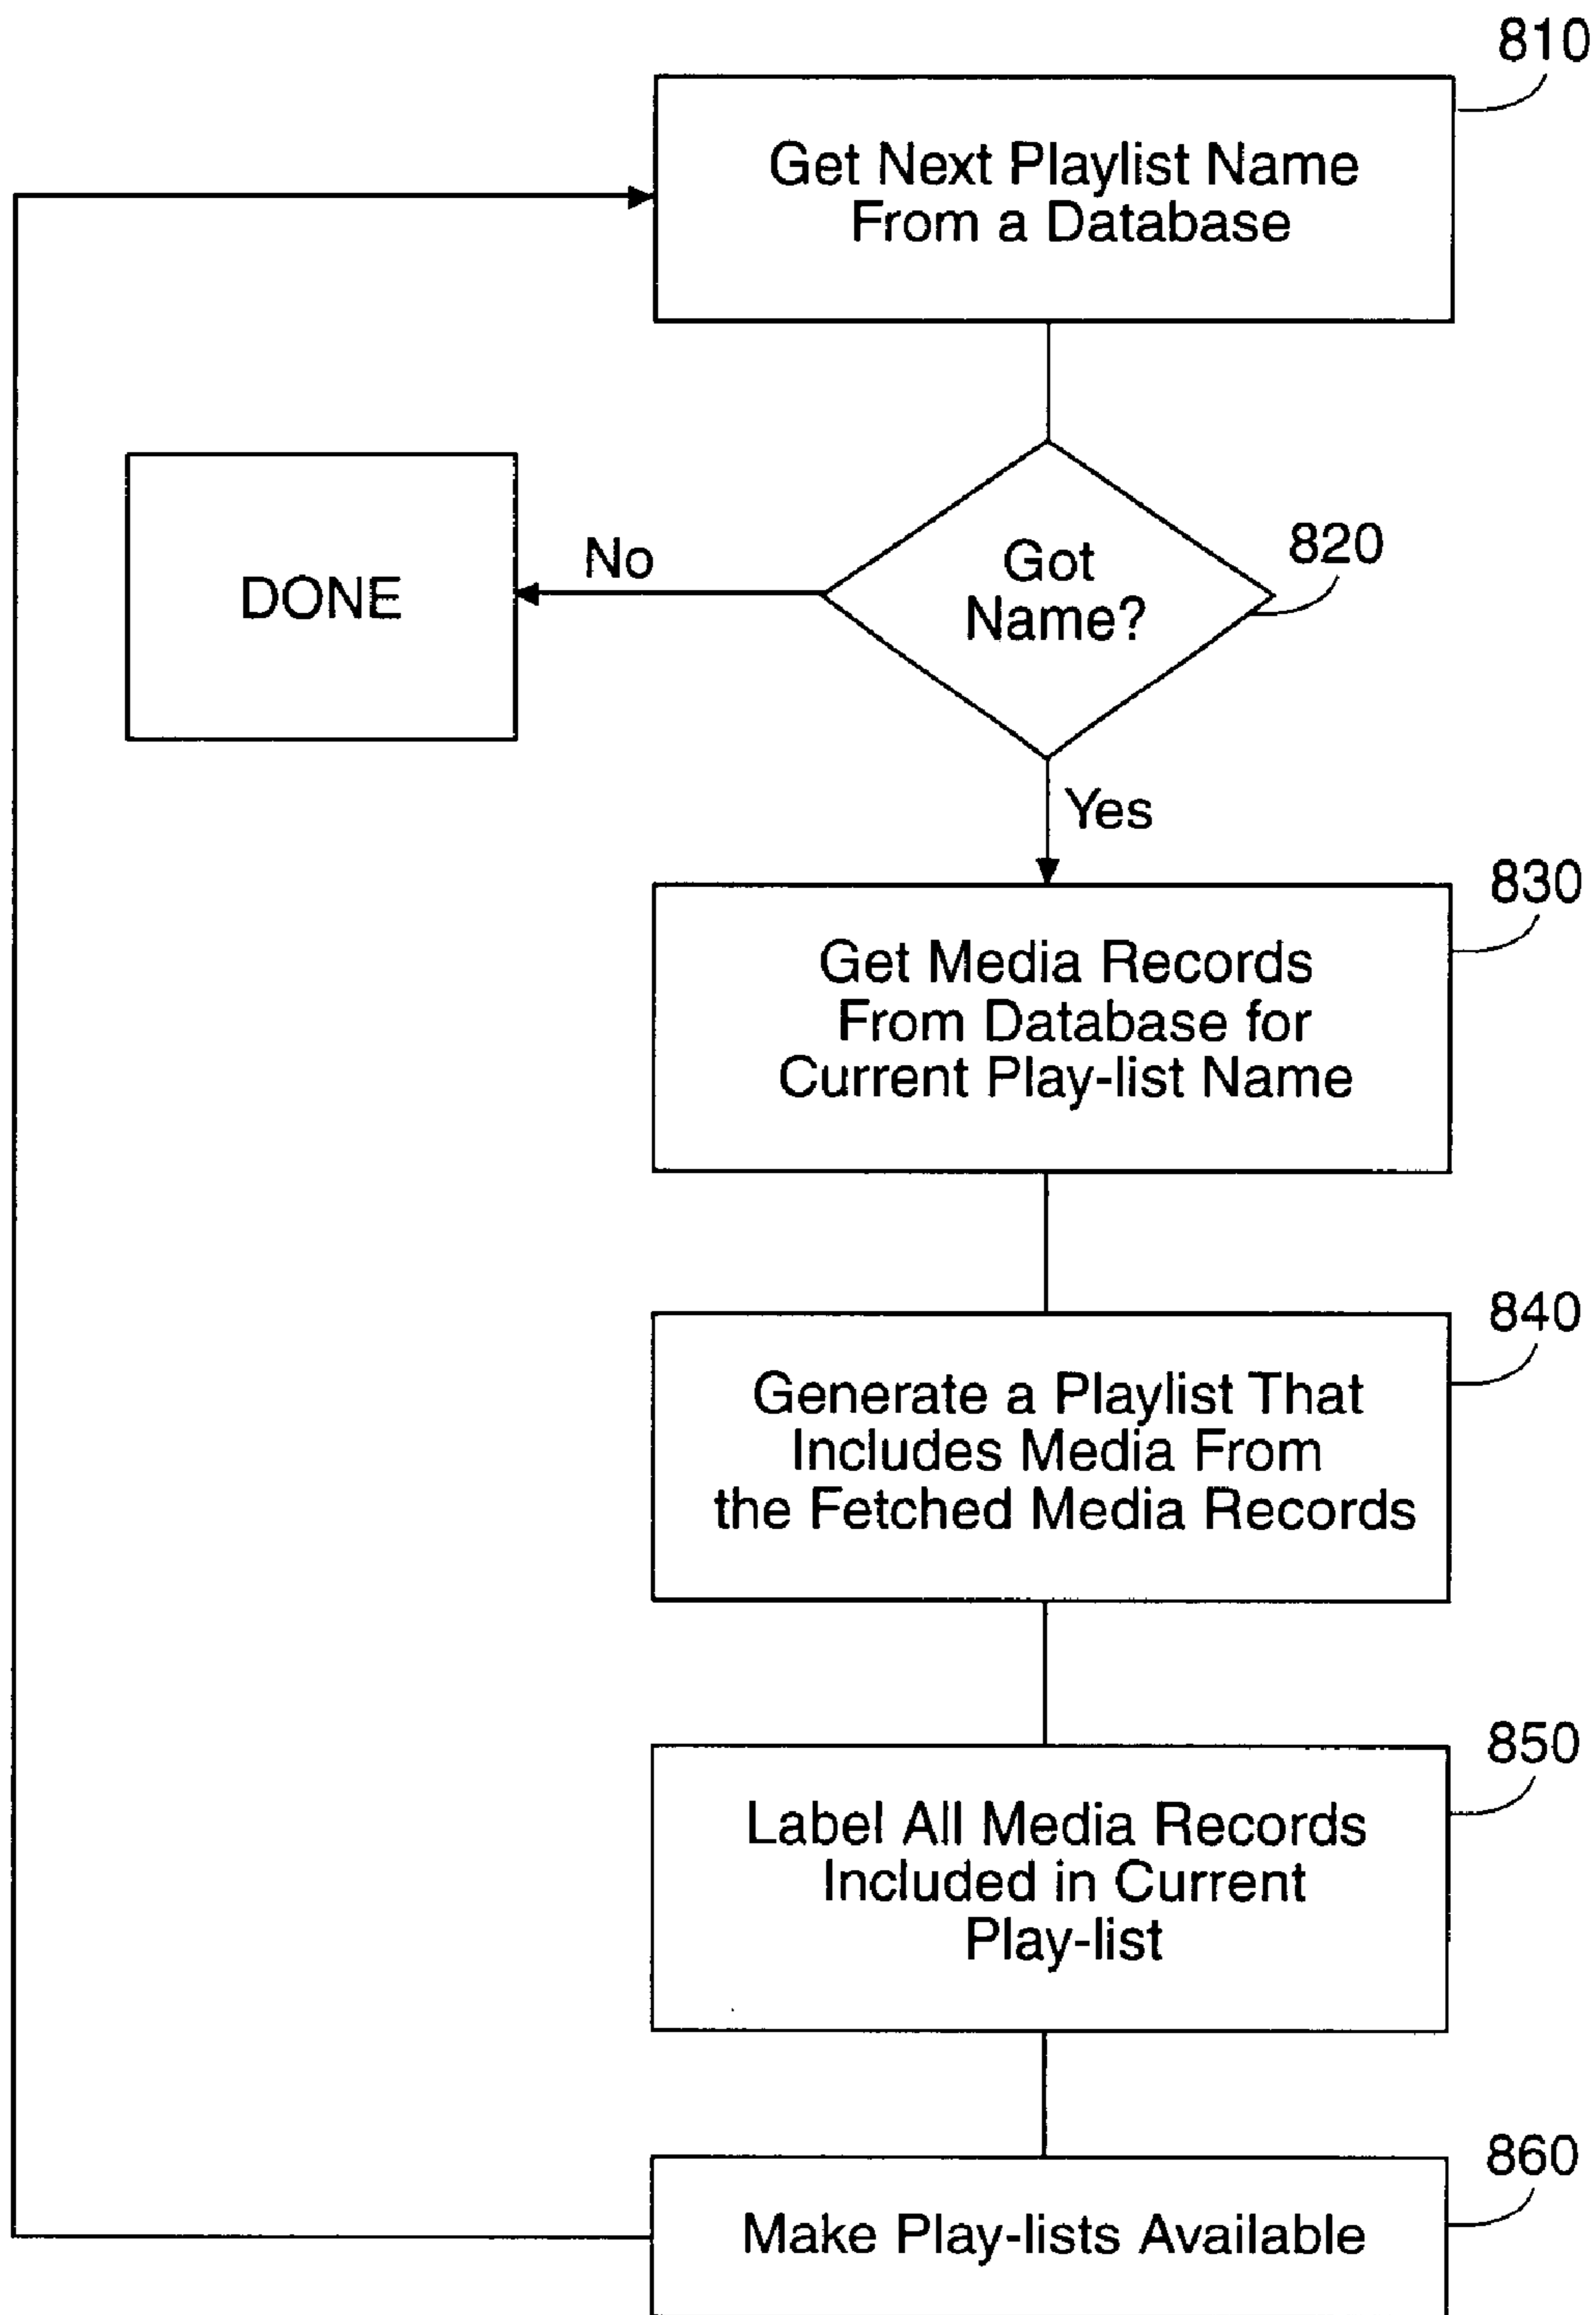 810
Get Next Playlist Name
From a Database
DONE
No
Got
Name?
820
Yes
830
Get Media Records
From Database for
Current Play-list Name
840
Generate a Playlist That
Includes Media From
the Fetched Media Records
850
Label All Media Records
Included in Current
Play-list
860
Make Play-lists Available